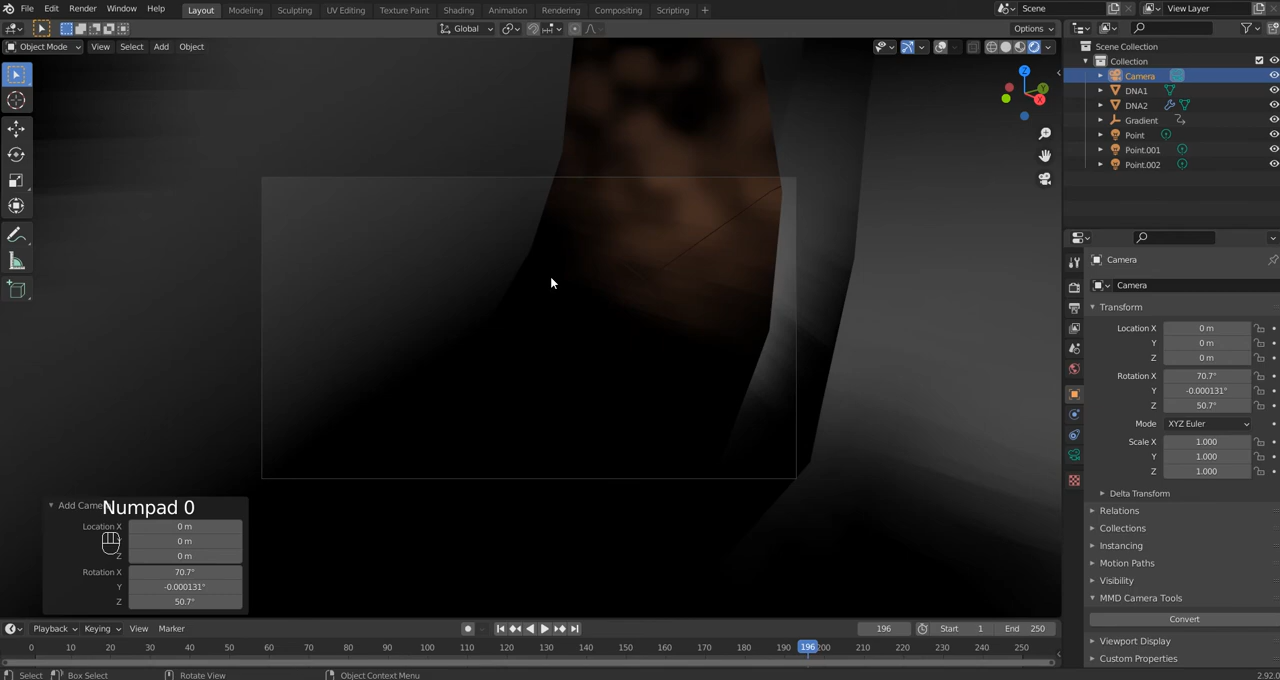 File Edit Render Window Help Layout Modeling Sculpting UV Editing Texture Paint Shading Animation Rendering Compositing Scripting + Scene View Layer
Global Options
Object Mode View Select Add Object
Scene Collection
Collection
Camera
DNA1
DNA2
Gradient
Point
Point.001
Point.002
Z
Y
X
Camera
Camera
Transform
Location X 0 m
Y 0 m
Z 0 m
Rotation X 70.7°
Y -0.000131°
Z 50.7°
Mode XYZ Euler
Scale X 1.000
Y 1.000
Z 1.000
Delta Transform
Relations
Collections
Instancing
Motion Paths
Visibility
MMD Camera Tools
Convert
Viewport Display
Custom Properties
Numpad 0
Location X 0 m
0 m
Z 0 m
Rotation X 70.7°
Y -0.000131°
Z 50.7°
Playback Keying View Marker 196 Start 1 End 250
0 10 20 30 40 50 60 70 80 90 100 110 120 130 140 150 160 170 180 190 196 200 210 220 230 240 250
Select Box Select Rotate View Object Context Menu 2.92.0